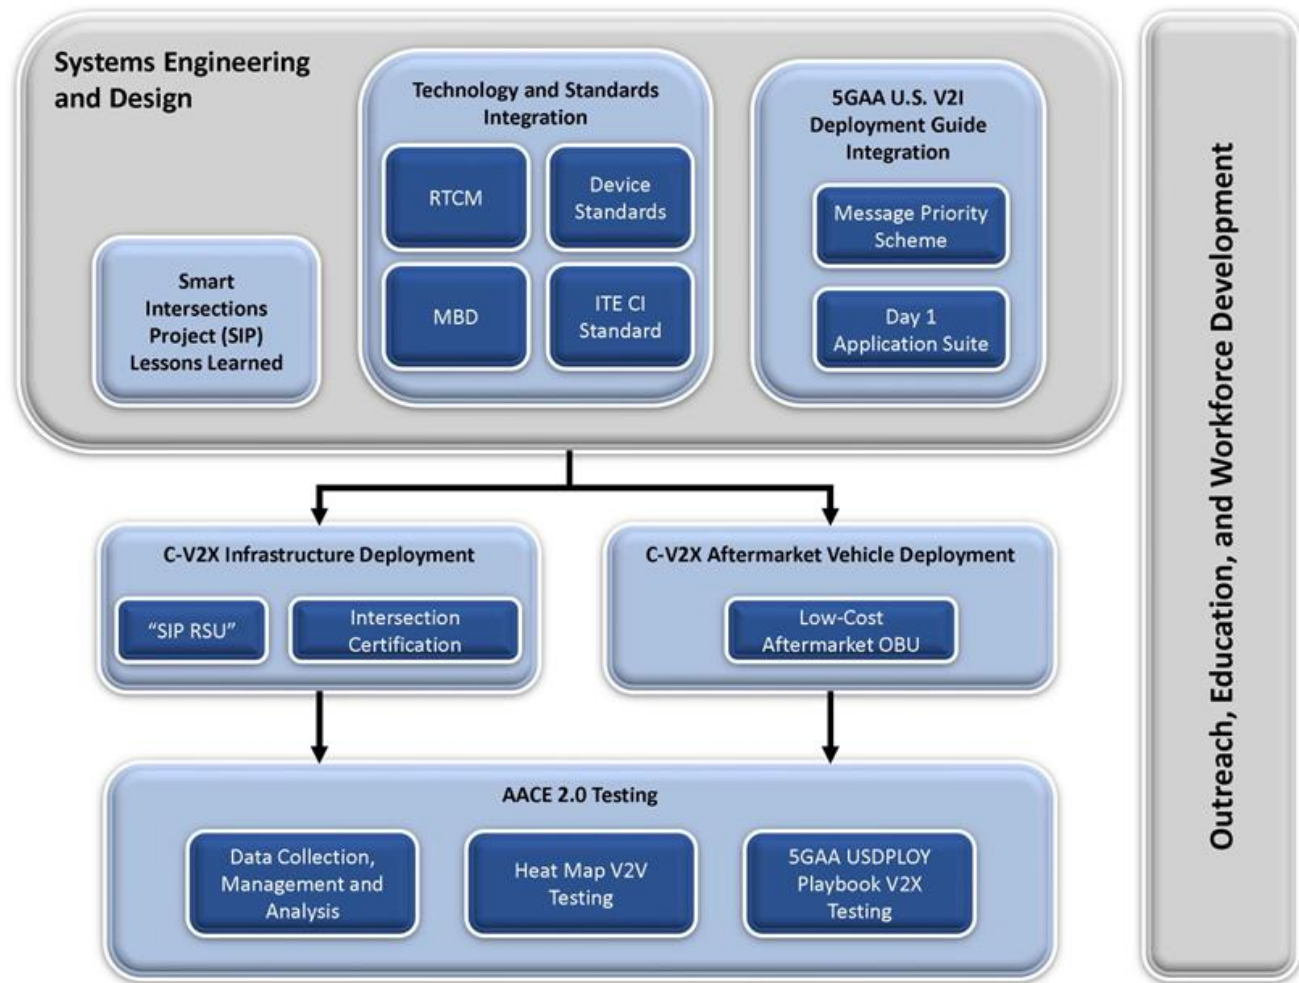 Systems Engineering
and Design
Technology and Standards
Integration
RTCM
Device
Standards
MBD
ITE CI
Standard
5GAA U.S. V2I
Deployment Guide
Integration
Message Priority
Scheme
Day 1
Application Suite
Smart
Intersections
Project (SIP)
Lessons Learned
C-V2X Infrastructure Deployment
“SIP RSU”
Intersection
Certification
C-V2X Aftermarket Vehicle Deployment
Low-Cost
Aftermarket OBU
AACE 2.0 Testing
Data Collection,
Management and
Analysis
Heat Map V2V
Testing
5GAA USDPLOY
Playbook V2X
Testing
Outreach, Education, and Workforce Development